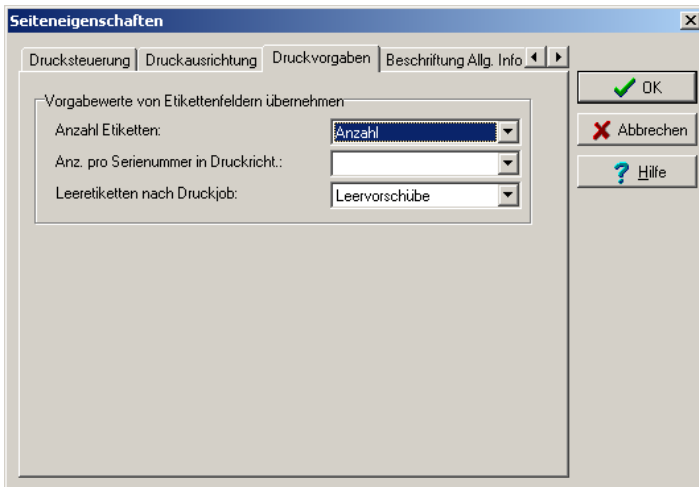 Seiteneigenschaften
Drucksteuerung Druckausrichtung Druckvorgaben Beschriftung Allg. Info
Vorgabewerte von Etikettenfeldern übernehmen
Anzahl Etiketten: Anzahl
Anz. pro Serienummer in Druckricht.:
Leeretiketten nach Druckjob: Leervorschübe
OK
Abbrechen
Hilfe